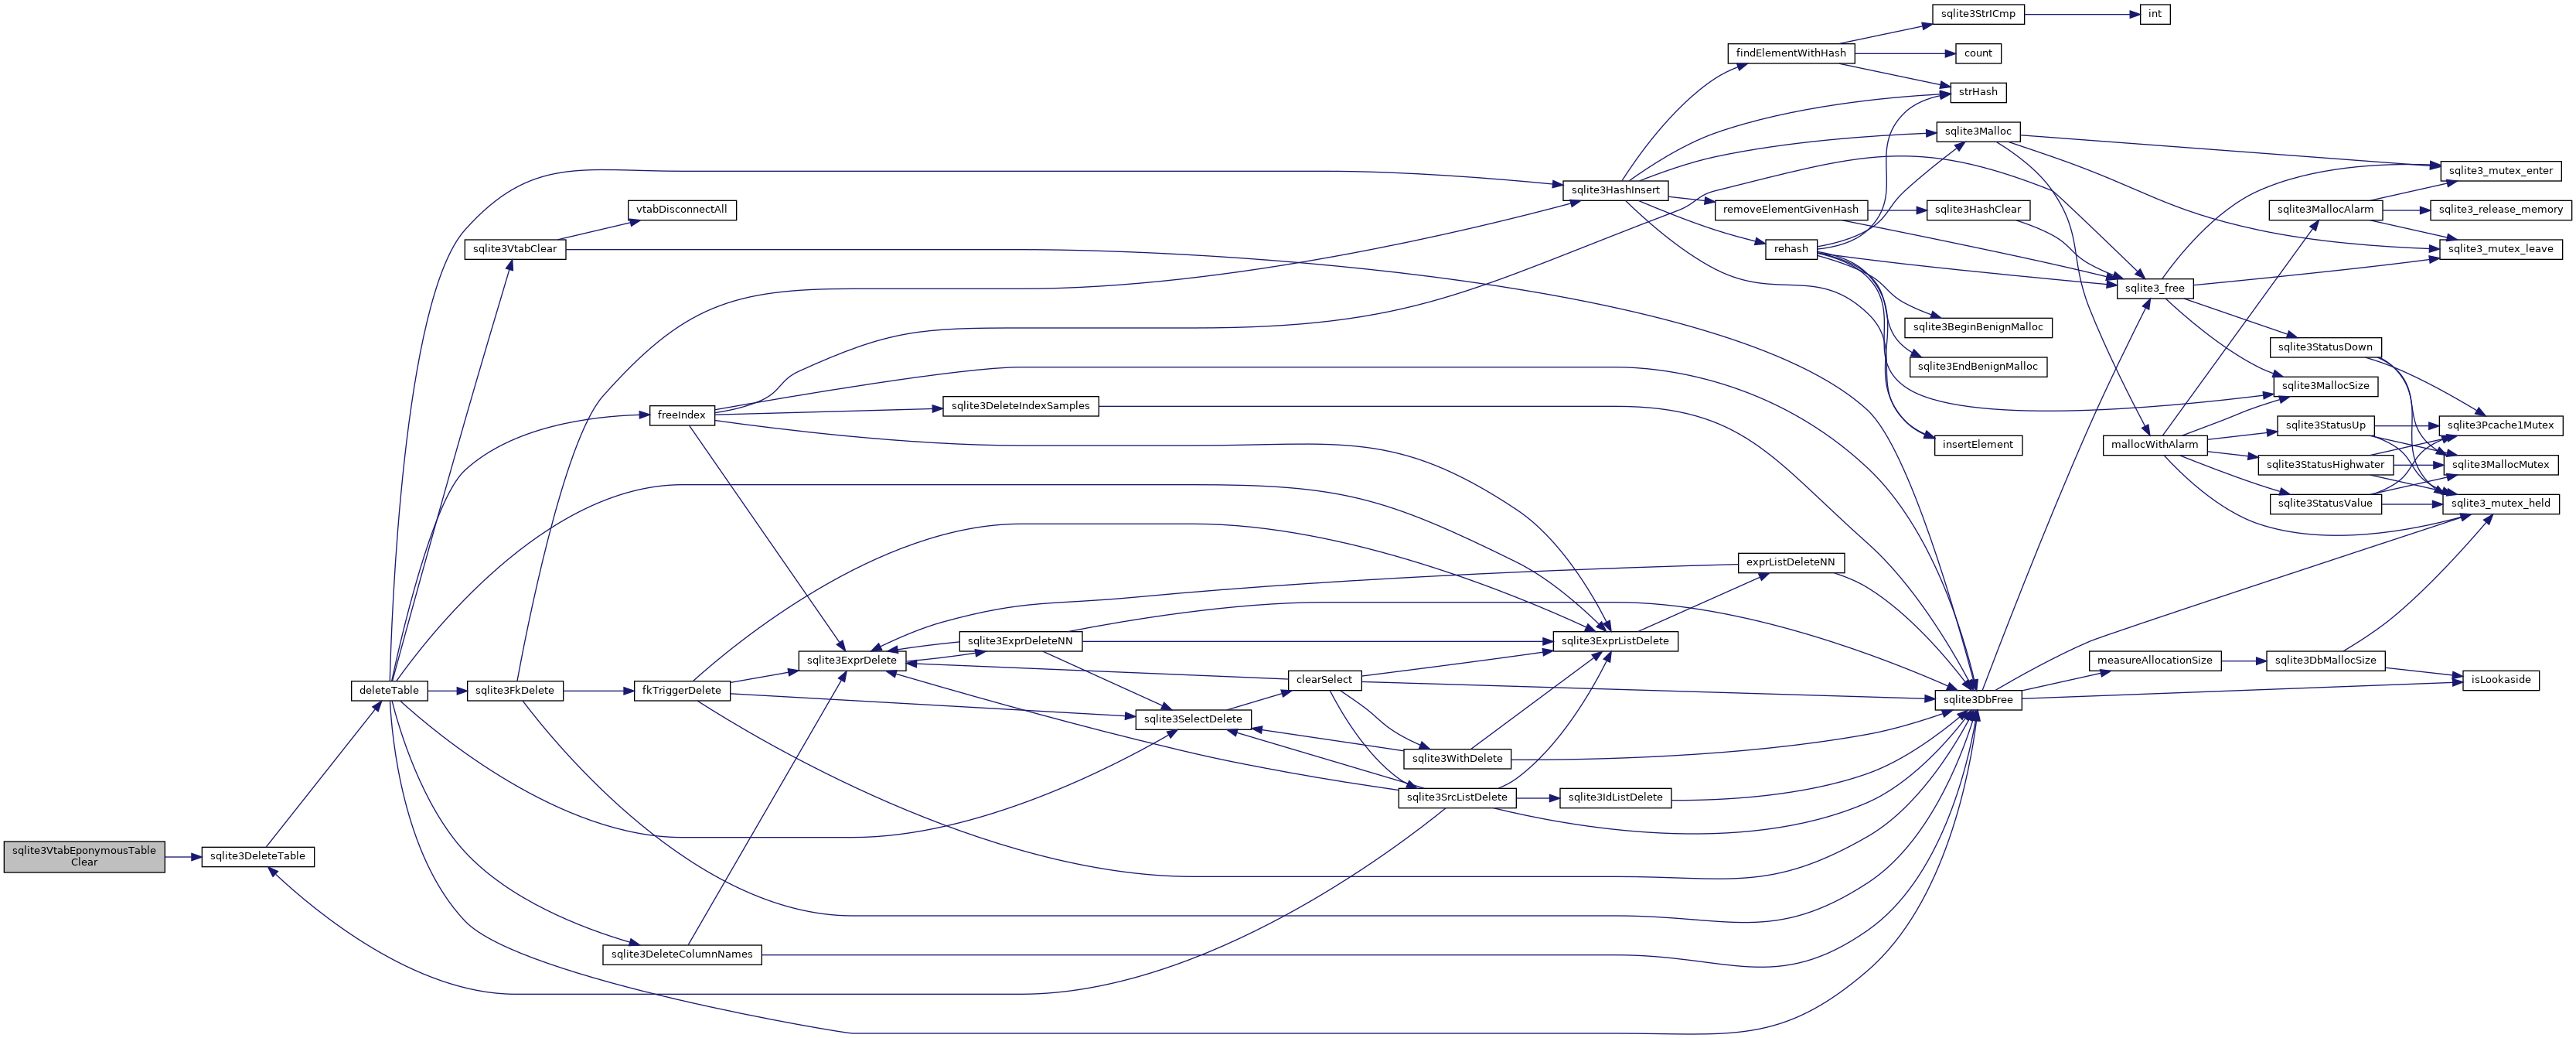 sqlite3StrICmp
int
findElementWithHash
count
strHash
sqlite3Malloc
sqlite3_mutex_enter
sqlite3HashInsert
vtabDisconnectAll
removeElementGivenHash
sqlite3HashClear
sqlite3MallocAlarm
sqlite3_release_memory
sqlite3VtabClear
rehash
sqlite3_mutex_leave
sqlite3_free
sqlite3BeginBenignMalloc
sqlite3StatusDown
sqlite3EndBenignMalloc
sqlite3MallocSize
sqlite3DeleteIndexSamples
freeIndex
sqlite3StatusUp
sqlite3Pcache1Mutex
insertElement
mallocWithAlarm
sqlite3StatusHighwater
sqlite3MallocMutex
sqlite3StatusValue
sqlite3_mutex_held
exprListDeleteNN
sqlite3ExprDeleteNN
sqlite3ExprListDelete
sqlite3ExprDelete
measureAllocationSize
sqlite3DbMallocSize
clearSelect
isLookaside
deleteTable
sqlite3FkDelete
fkTriggerDelete
sqlite3DbFree
sqlite3SelectDelete
sqlite3WithDelete
sqlite3SrcListDelete
sqlite3IdListDelete
sqlite3VtabEponymousTable
Clear
sqlite3DeleteTable
sqlite3DeleteColumnNames